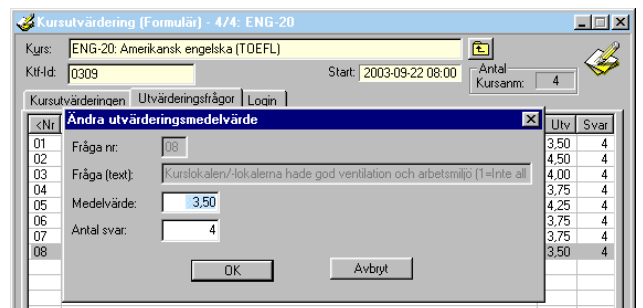 Kursutvärdering (Formulär) - 4/4: ENG-20
Kurs: ENG-20: Amerikansk engelska (TOEFL)
Ktf-Id: 0309 Start: 2003-09-22 08:00 Antal Kursanm: 4
Kursutvärderingen Utvärderingsfrågor Login
<Nr Utv Svar
Ändra utvärderingsmedelvärde
01 3,50 4
02 4,50 4
03 4,00 4
04 3,75 4
05 4,25 4
06 3,75 4
07 3,75 4
08 3,50 4
Fråga nr: 08
Fråga (text): Kurslokalen/-lokalerna hade god ventilation och arbetsmiljö (1=Inte all
Medelvärde: 3,50
Antal svar: 4
OK Avbryt